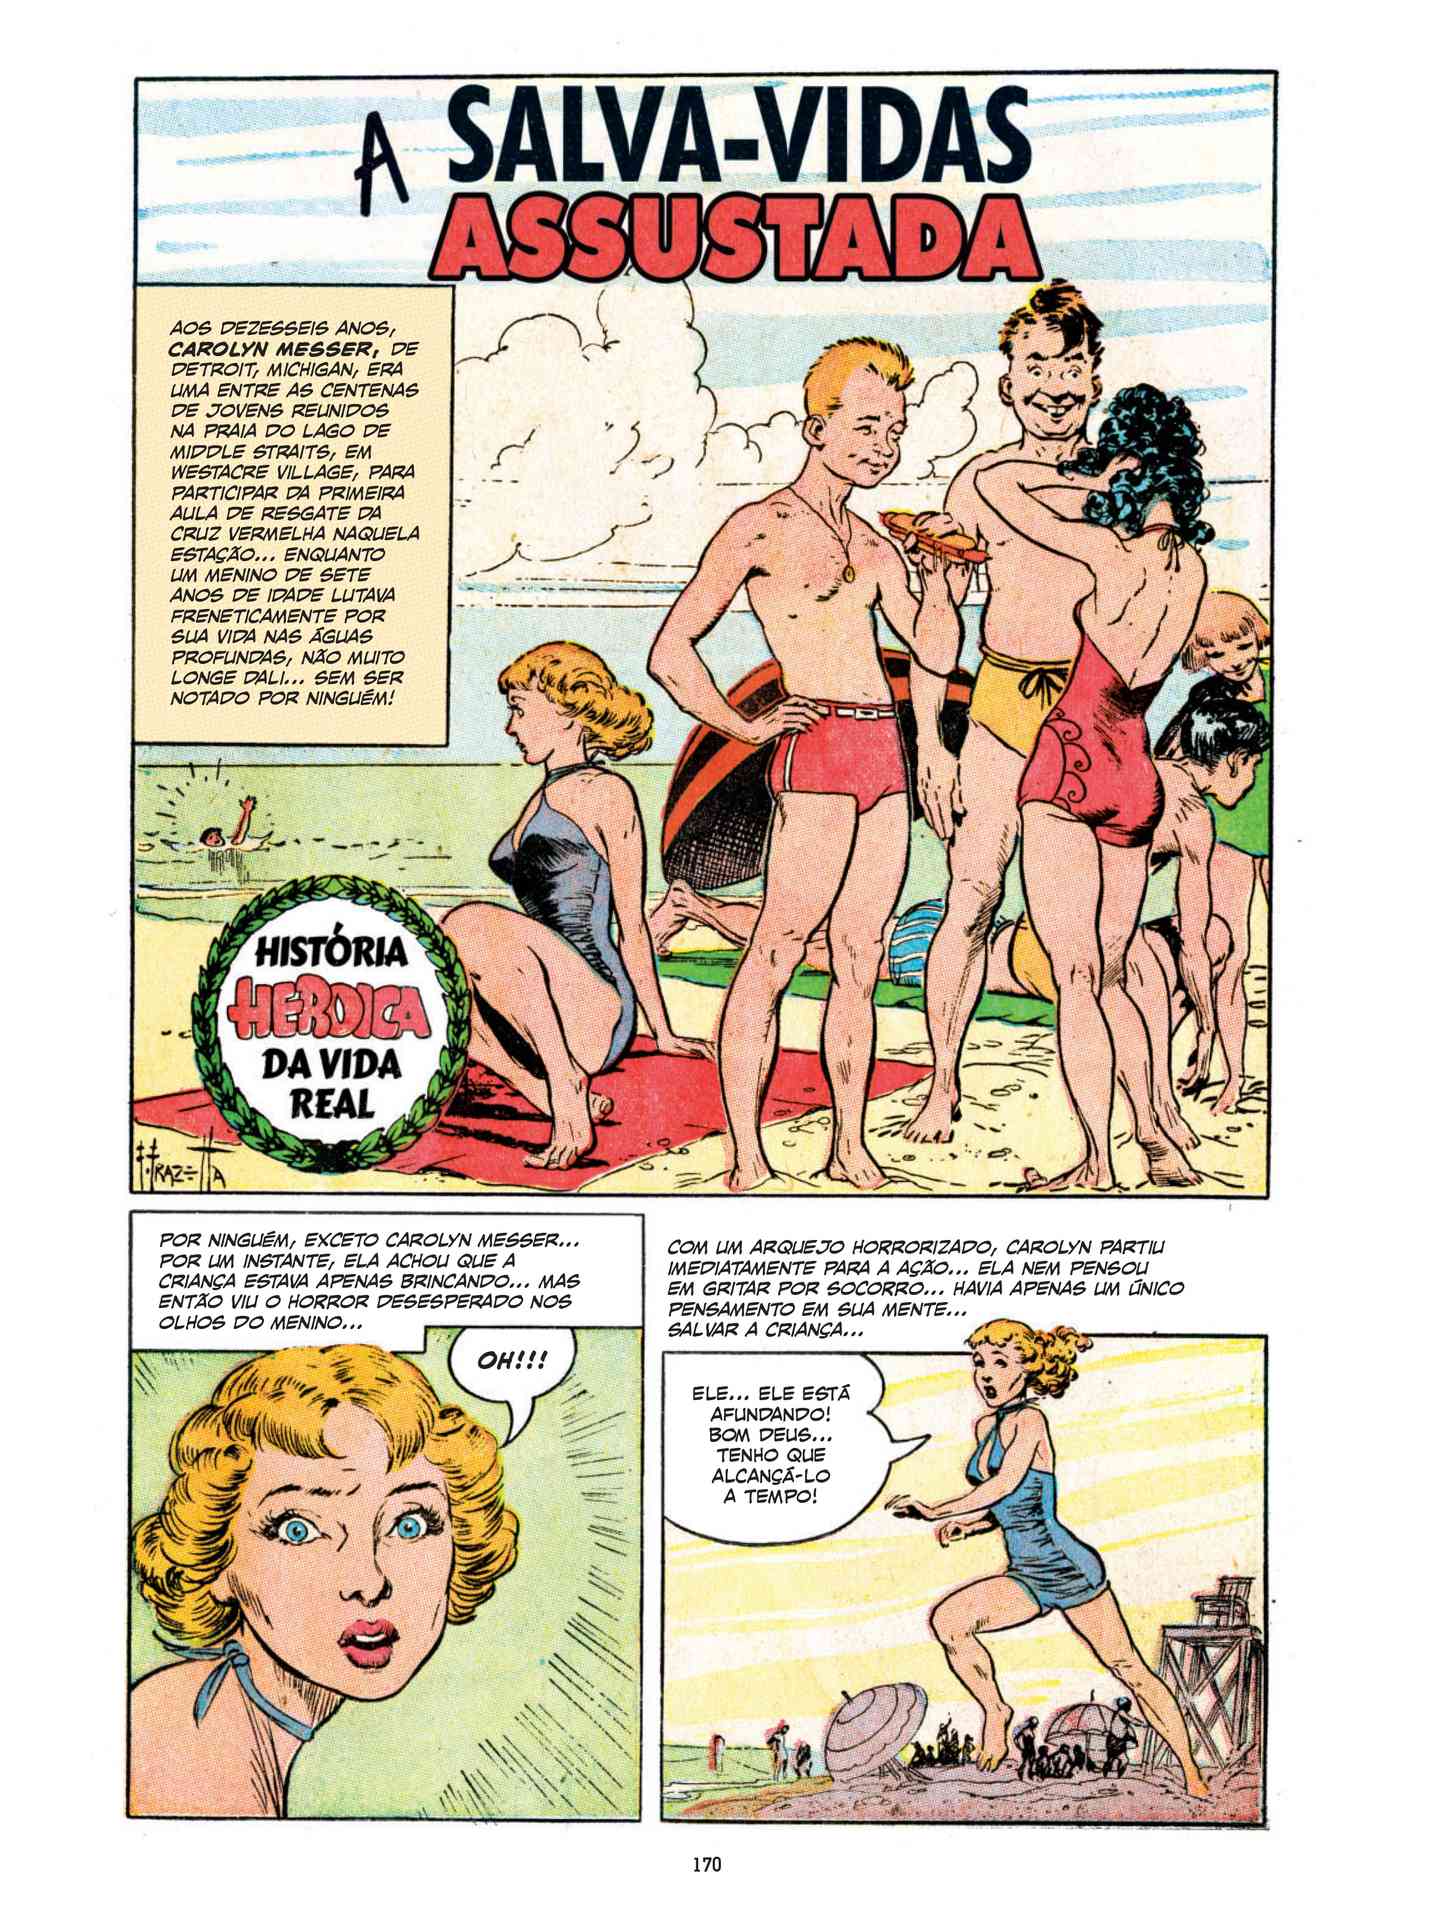 A SALVA-VIDAS
ASSUSTADA
AOS DEZESSEIS ANOS,
CAROLYN MESSER, DE
DETROIT, MICHIGAN, ERA
UMA ENTRE AS CENTENAS
DE JOVENS REUNIDOS
NA PRAIA DO LAGO DE
MIDDLE STRAITS, EM
WESTACRE VILLAGE, PARA
PARTICIPAR DA PRIMEIRA
AULA DE RESGATE DA
CRUZ VERMELHA NAQUELA
ESTAÇÃO... ENQUANTO
UM MENINO DE SETE
ANOS DE IDADE LUTAVA
FRENETICAMENTE POR
SUA VIDA NAS ÁGUAS
PROFUNDAS, NÃO MUITO
LONGE DALI... SEM SER
NOTADO POR NINGUÉM!
HISTÓRIA
HEROICA
DA VIDA
REAL
FRAZETTA
POR NINGUÉM, EXCETO CAROLYN MESSER...
POR UM INSTANTE, ELA ACHOU QUE A
CRIANÇA ESTAVA APENAS BRINCANDO... MAS
ENTÃO VIU O HORROR DESESPERADO NOS
OLHOS DO MENINO...
OH!!!
COM UM ARQUEJO HORRORIZADO, CAROLYN PARTIU
IMEDIATAMENTE PARA A AÇÃO... ELA NEM PENSOU
EM GRITAR POR SOCORRO... HAVIA APENAS UM ÚNICO
PENSAMENTO EM SUA MENTE...
SALVAR A CRIANÇA...
ELE... ELE ESTÁ
AFUNDANDO!
BOM DEUS...
TENHO QUE
ALCANÇÁ-LO
A TEMPO!
170